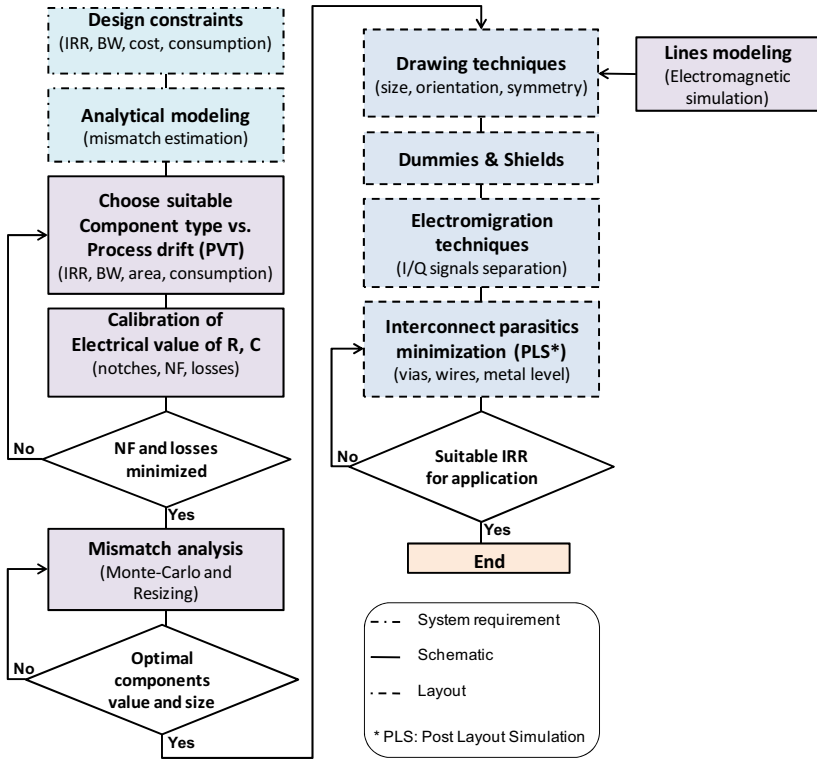 Design constraints
(IRR, BW, cost, consumption)
Analytical modeling
(mismatch estimation)
Choose suitable
Component type vs.
Process drift (PVT)
(IRR, BW, area, consumption)
Calibration of
Electrical value of R, C
(notches, NF, losses)
No
NF and losses
minimized
Yes
Mismatch analysis
(Monte-Carlo and
Resizing)
No
Optimal
components
value and size
Yes
Drawing techniques
(size, orientation, symmetry)
Lines modeling
(Electromagnetic
simulation)
Dummies & Shields
Electromigration
techniques
(I/Q signals separation)
Interconnect parasitics
minimization (PLS*)
(vias, wires, metal level)
No
Suitable IRR
for application
Yes
End
System requirement
Schematic
Layout
* PLS: Post Layout Simulation